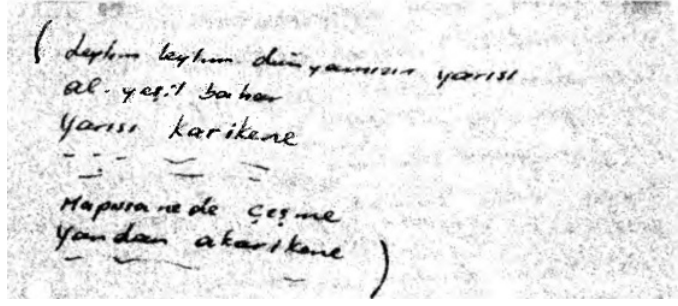 ( Leylim leylim dünyamızın yarısı
al-yeşil bahar
Yarısı karikene
Mapusanede çeşme
Yandan akarikene )